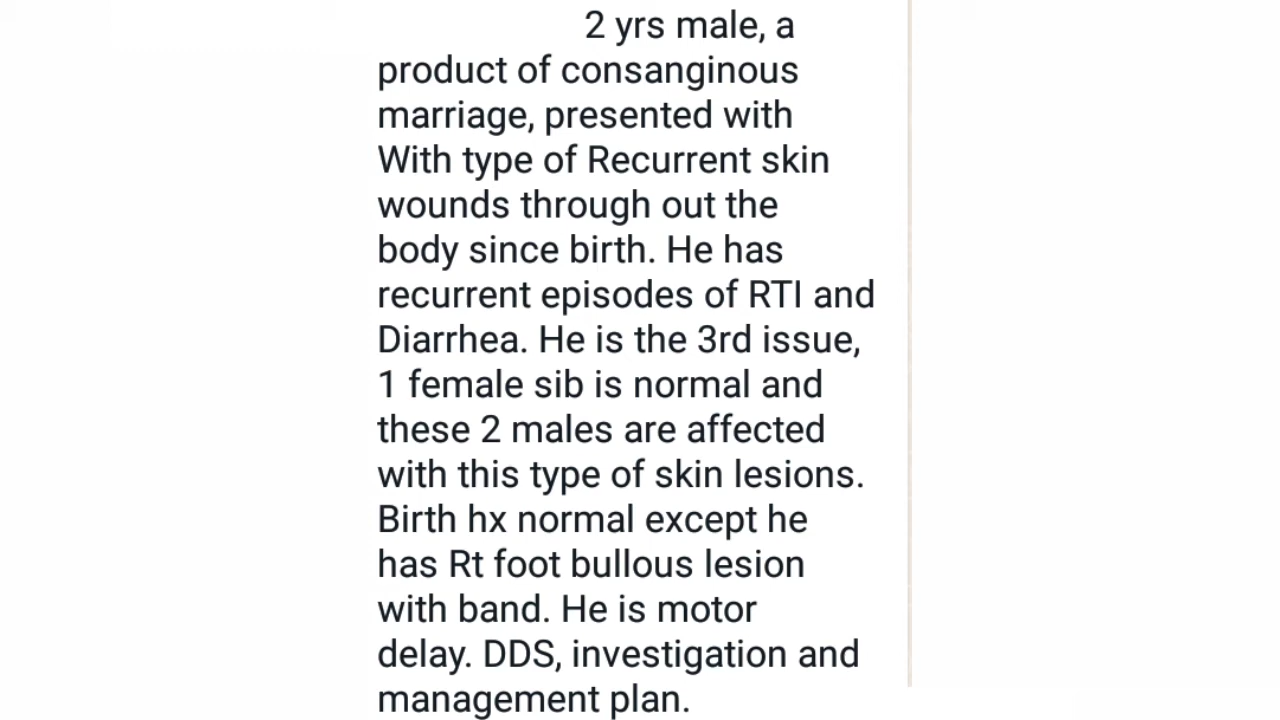 2 yrs male, a
product of consanginous
marriage, presented with
With type of Recurrent skin
wounds through out the
body since birth. He has
recurrent episodes of RTI and
Diarrhea. He is the 3rd issue,
1 female sib is normal and
these 2 males are affected
with this type of skin lesions.
Birth hx normal except he
has Rt foot bullous lesion
with band. He is motor
delay. DDS, investigation and
management plan.